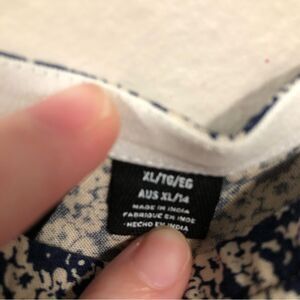 XL/TG/EG
AUS XL/14
MADE IN INDIA
FABRIQUÉ EN INDE
HECHO EN INDIA